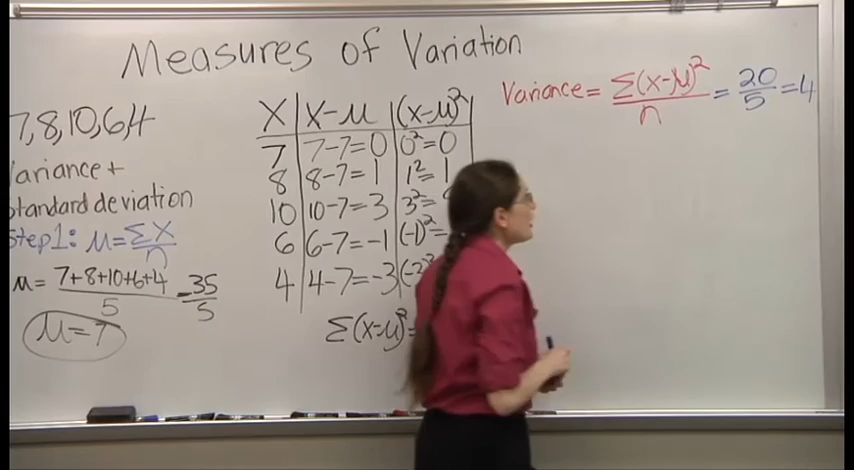 Measures of Variation
7,8,10,6,4
Variance +
Standard deviation
Step1: μ=ΣX/n
μ= 7+8+10+6+4/5 = 35/5
μ=7
X | X-μ | (x-μ)²
7 | 7-7=0 | 0²=0
8 | 8-7=1 | 1²=1
10 | 10-7=3 | 3²=
6 | 6-7=-1 | (-1)²=
4 | 4-7=-3
Σ(x-μ)²=
Variance= Σ(x-μ)²/n = 20/5 =4